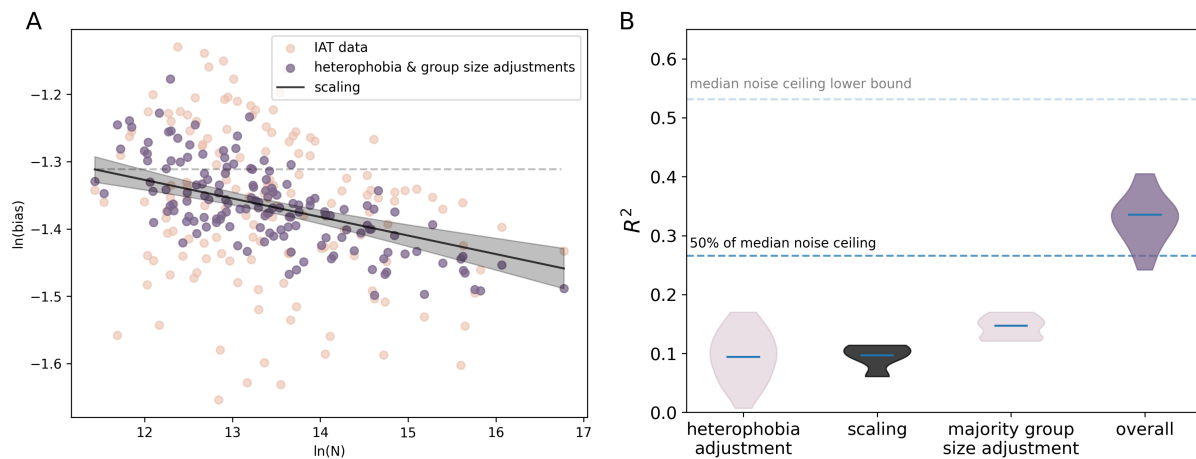 A
IAT data
heterophobia & group size adjustments
scaling
−1.2
−1.3
−1.4
−1.5
−1.6
ln(bias)
12
13
14
15
16
17
ln(N)
B
0.6
0.5
0.4
0.3
0.2
0.1
0.0
R²
median noise ceiling lower bound
50% of median noise ceiling
heterophobia
adjustment
scaling
majority group
size adjustment
overall